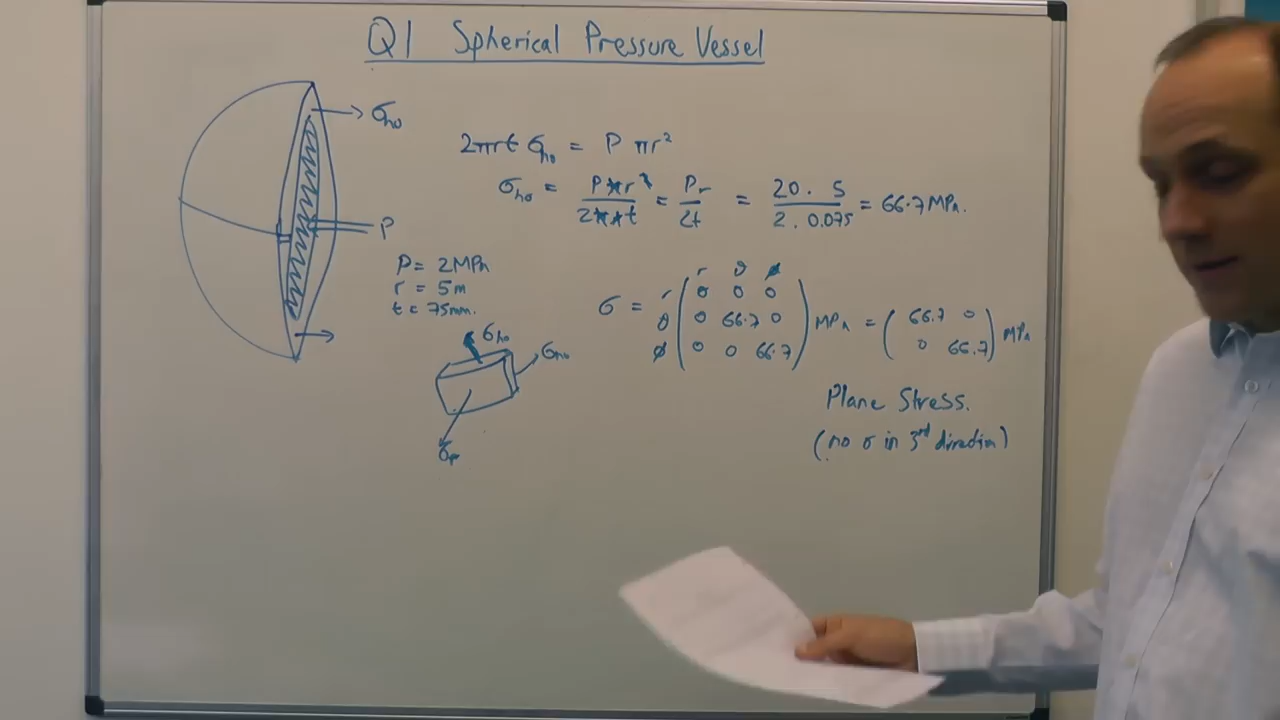 Q1 Spherical Pressure Vessel
σho
2πrt σho = P πr²
σho = Pπr² / 2πrt = Pr / 2t = 20 . 5 / 2 . 0.075 = 66.7 MPa.
P
P = 2MPa
r = 5m
t = 75mm.
r θ ϕ
σ = r ( 0 0 0
θ 0 66.7 0
ϕ 0 0 66.7 ) MPa = ( 66.7 0
0 66.7 ) MPa
σho
σho
σr
Plane Stress.
(no σ in 3rd direction)